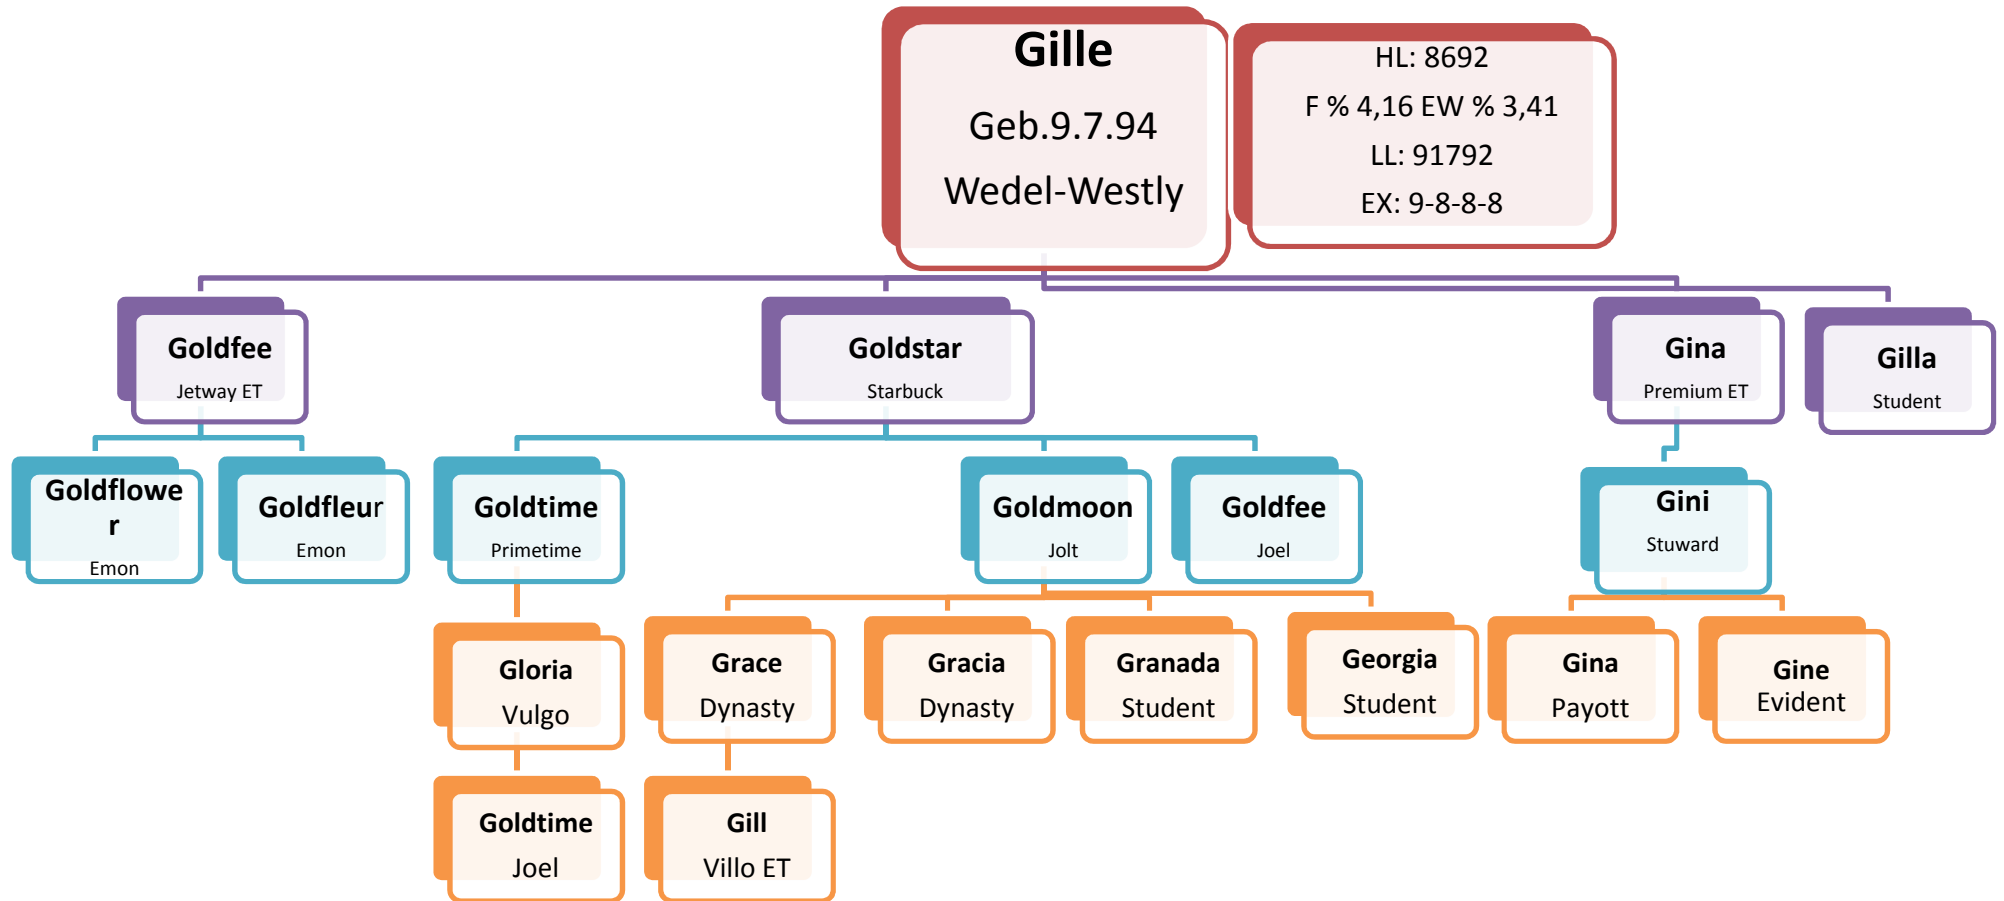 Gille
Geb.9.7.94
Wedel-Westly
HL: 8692
F % 4,16 EW % 3,41
LL: 91792
EX: 9-8-8-8
Goldfee
Jetway ET
Goldstar
Starbuck
Gina
Premium ET
Gilla
Student
Goldflowe
r
Emon
Goldfleur
Emon
Goldtime
Primetime
Goldmoon
Jolt
Goldfee
Joel
Gini
Stuward
Gloria
Vulgo
Grace
Dynasty
Gracia
Dynasty
Granada
Student
Georgia
Student
Gina
Payott
Gine
Evident
Goldtime
Joel
Gill
Villo ET